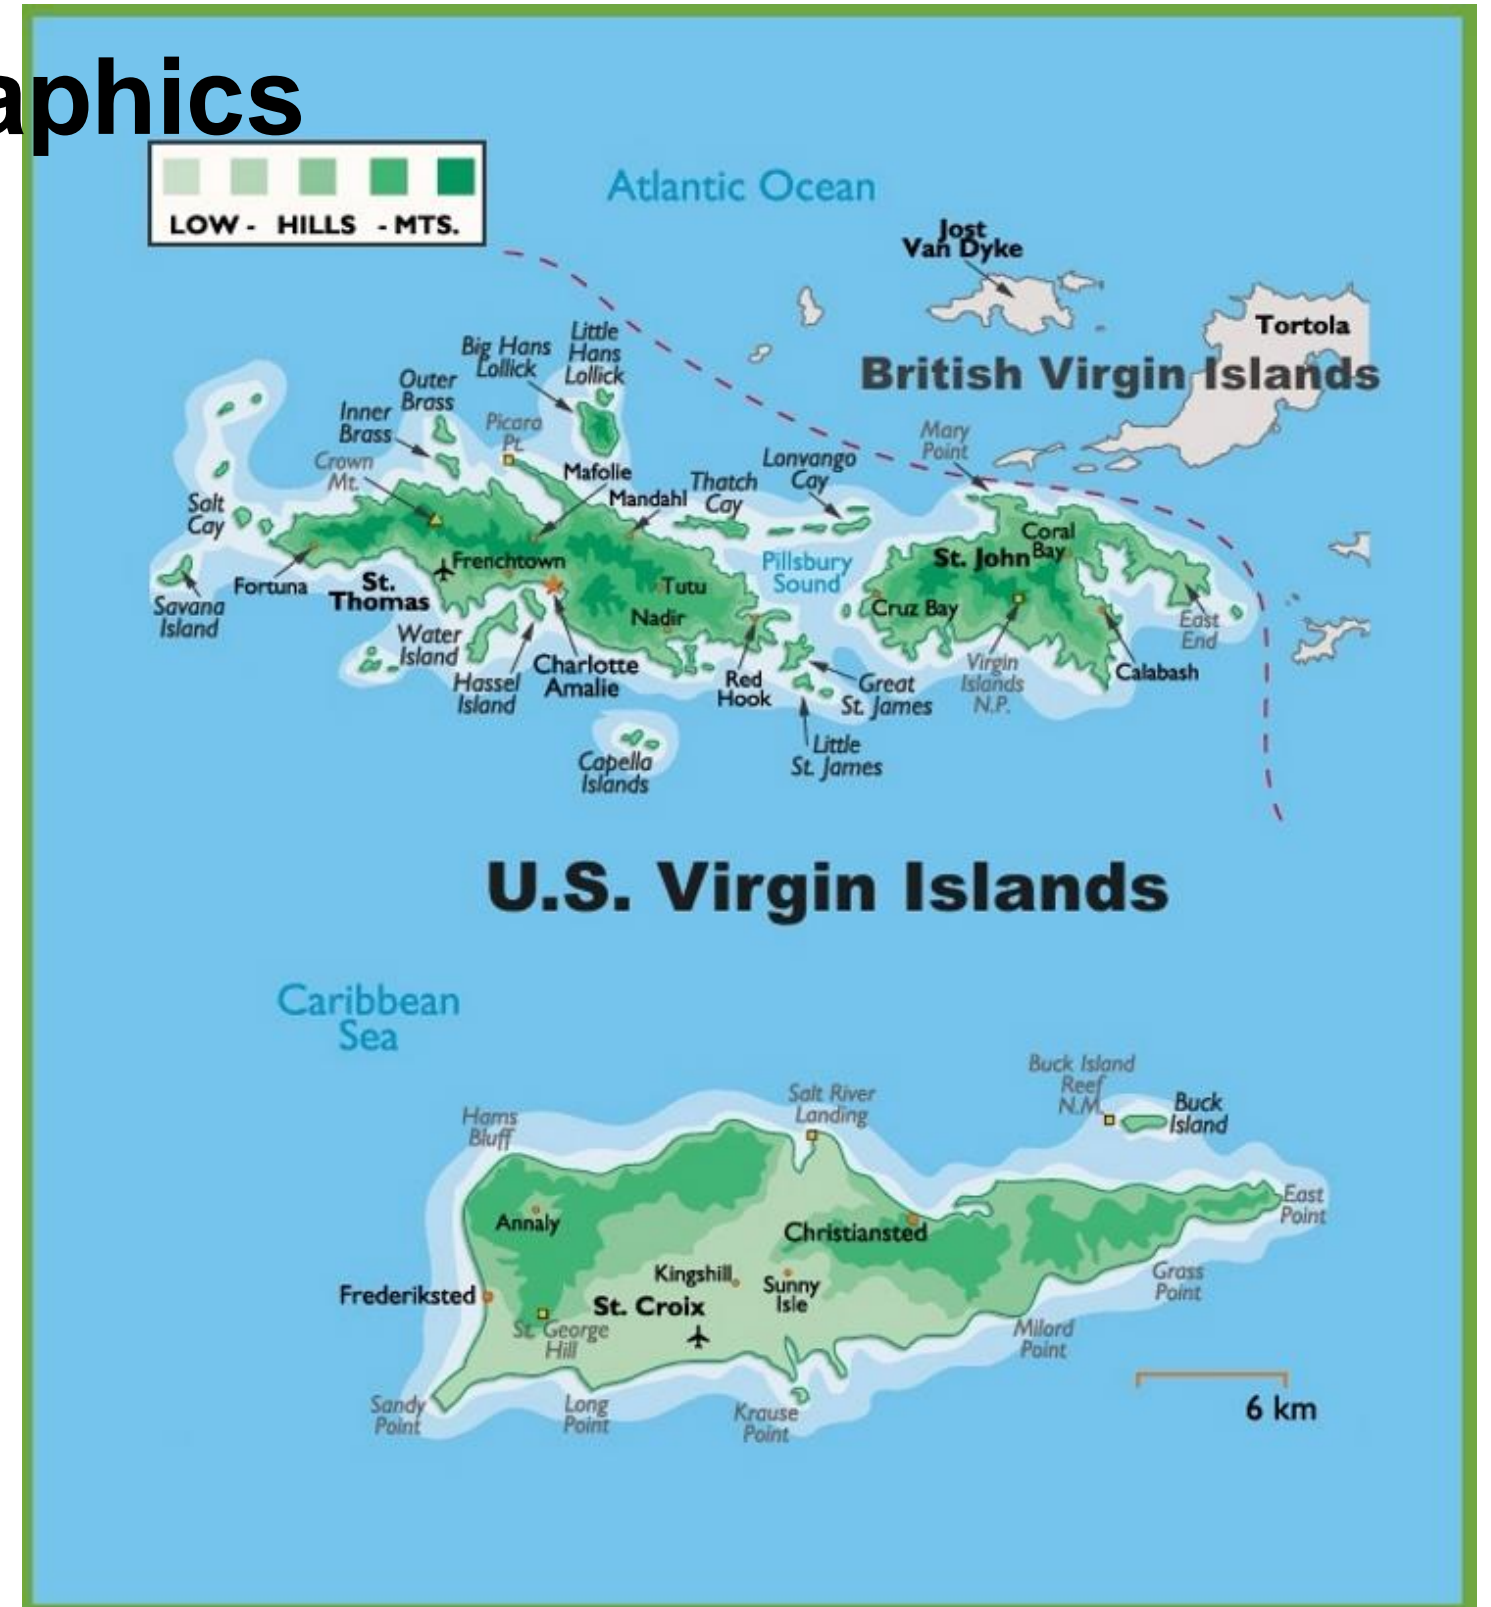 aphics
LOW - HILLS - MTS.
Atlantic Ocean
Jost
Van Dyke
Tortola
British Virgin Islands
Little
Hans
Lollick
Big Hans
Lollick
Outer
Brass
Inner
Brass
Picara
Pt.
Crown
Mt.
Mary
Point
Lonvango
Cay
Mafolie
Thatch
Cay
Mandahl
Salt
Cay
Coral
Bay
St. John
Pillsbury
Sound
Frenchtown
Fortuna
St.
Thomas
Tutu
Nadir
Cruz Bay
Savana
Island
Water
Island
East
End
Hassel
Island
Charlotte
Amalie
Red
Hook
Great
St. James
Virgin
Islands
N.P.
Calabash
Little
St. James
Capella
Islands
U.S. Virgin Islands
Caribbean
Sea
Buck Island
Reef
N.M.
Buck
Island
Salt River
Landing
Hams
Bluff
East
Point
Annaly
Christiansted
Kingshill
Sunny
Isle
Grass
Point
Frederiksted
St. Croix
St. George
Hill
Milord
Point
Sandy
Point
Long
Point
Krause
Point
6 km